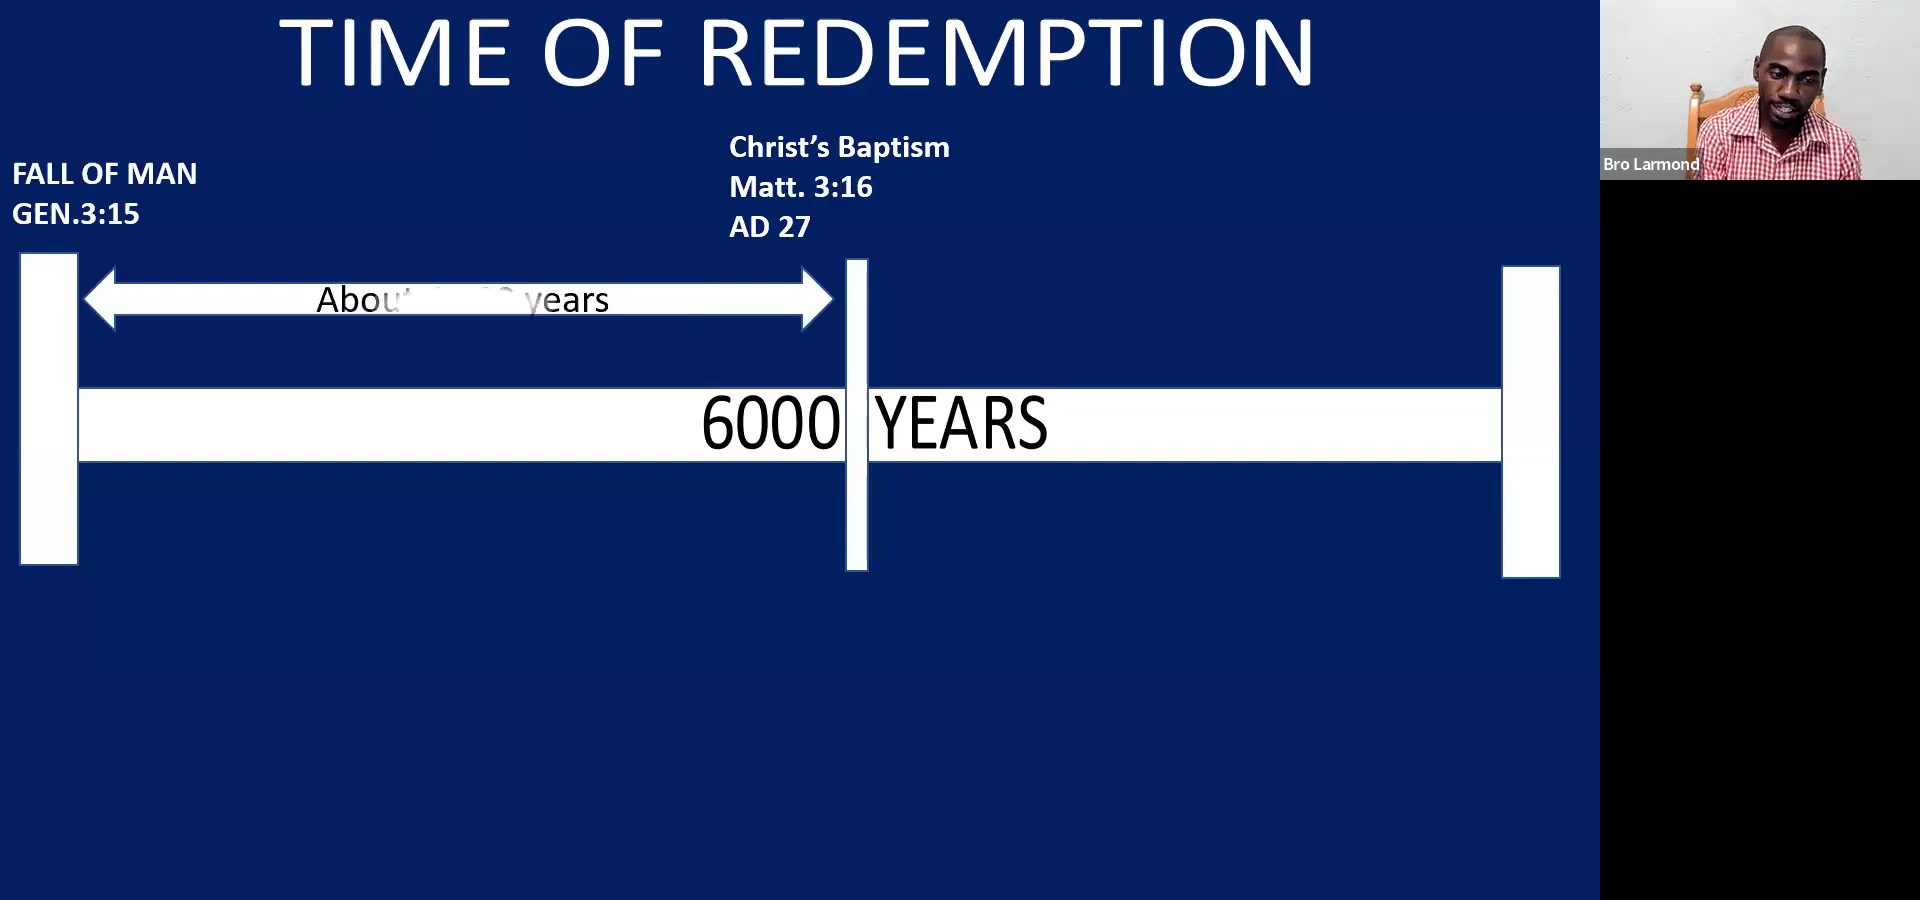 TIME OF REDEMPTION
Christ’s Baptism
Matt. 3:16
AD 27
FALL OF MAN
GEN.3:15
About years
6000 YEARS
Bro Larmond